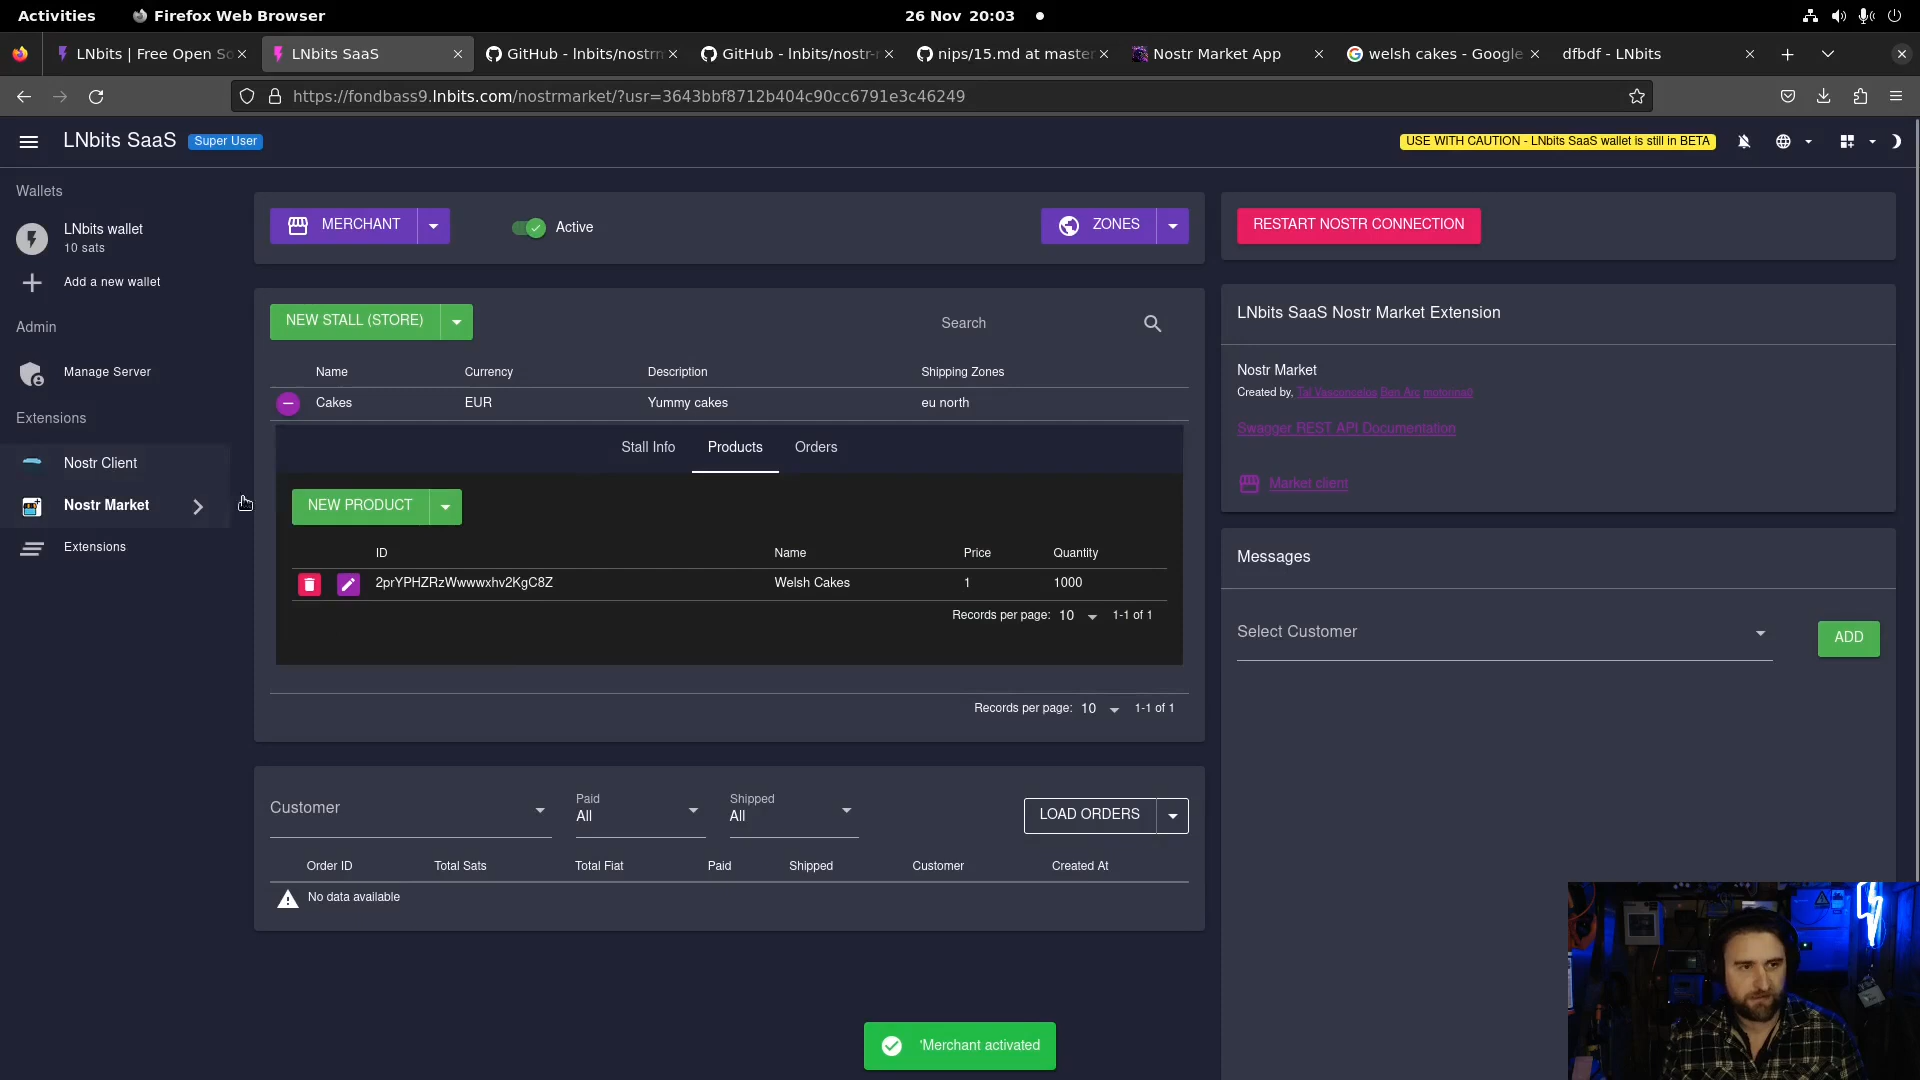 Activities
Firefox Web Browser
26 Nov 20:03
LNbits | Free Open So
LNbits SaaS
GitHub - lnbits/nostrm
GitHub - lnbits/nostr-
nips/15.md at master
Nostr Market App
welsh cakes - Google
dfbdf - LNbits
https://fondbass9.lnbits.com/nostrmarket/?usr=3643bbf8712b404c90cc6791e3c46249
LNbits SaaS
Super User
USE WITH CAUTION - LNbits SaaS wallet is still in BETA
Wallets
LNbits wallet
10 sats
Add a new wallet
Admin
Manage Server
Extensions
Nostr Client
Nostr Market
Extensions
MERCHANT
Active
ZONES
NEW STALL (STORE)
Search
Name Currency Description Shipping Zones
Cakes EUR Yummy cakes eu north
Stall Info Products Orders
NEW PRODUCT
ID Name Price Quantity
2prYPHZRzWwwwxhv2KgC8Z Welsh Cakes 1 1000
Records per page: 10 1-1 of 1
Records per page: 10 1-1 of 1
Customer
Paid
All
Shipped
All
LOAD ORDERS
Order ID Total Sats Total Fiat Paid Shipped Customer Created At
No data available
RESTART NOSTR CONNECTION
LNbits SaaS Nostr Market Extension
Nostr Market
Created by, Tal Vasconcelos Ben Arc motorina0
Swagger REST API Documentation
Market client
Messages
Select Customer
ADD
'Merchant activated